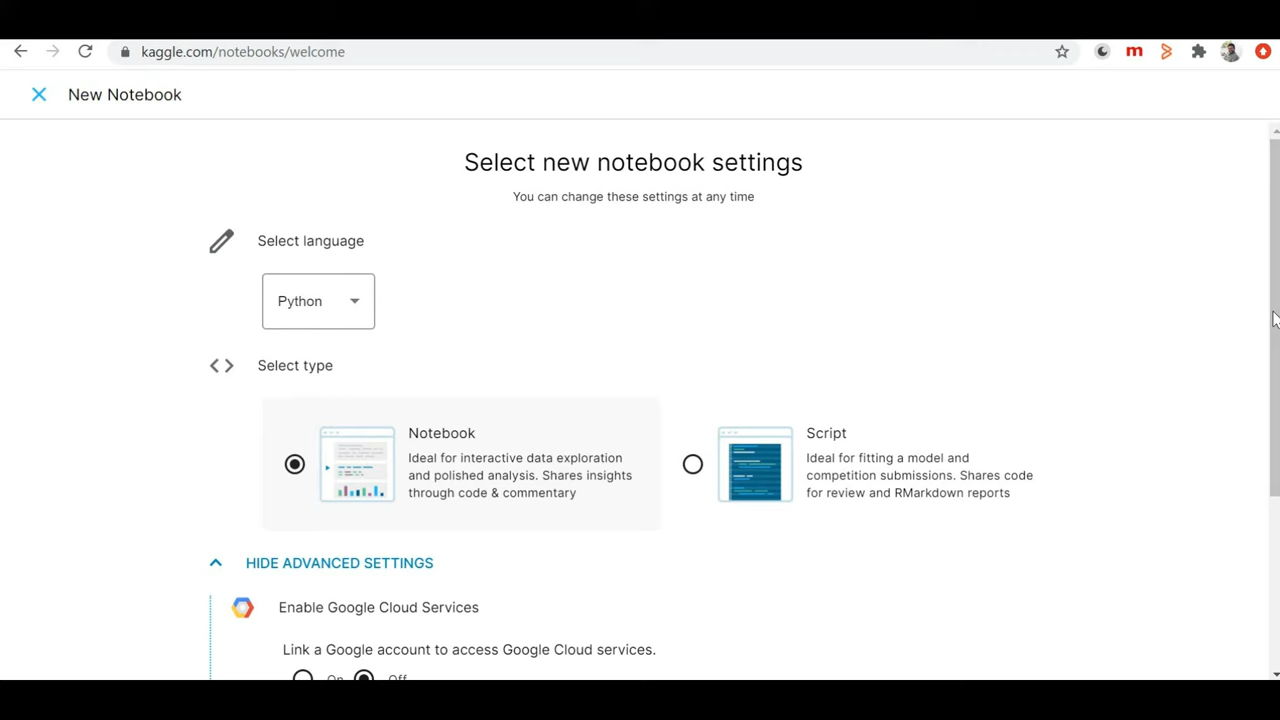 kaggle.com/notebooks/welcome
m
New Notebook
Select new notebook settings
You can change these settings at any time
Select language
Python
Select type
Notebook
Ideal for interactive data exploration
and polished analysis. Shares insights
through code & commentary
Script
Ideal for fitting a model and
competition submissions. Shares code
for review and RMarkdown reports
HIDE ADVANCED SETTINGS
Enable Google Cloud Services
Link a Google account to access Google Cloud services.
On Off